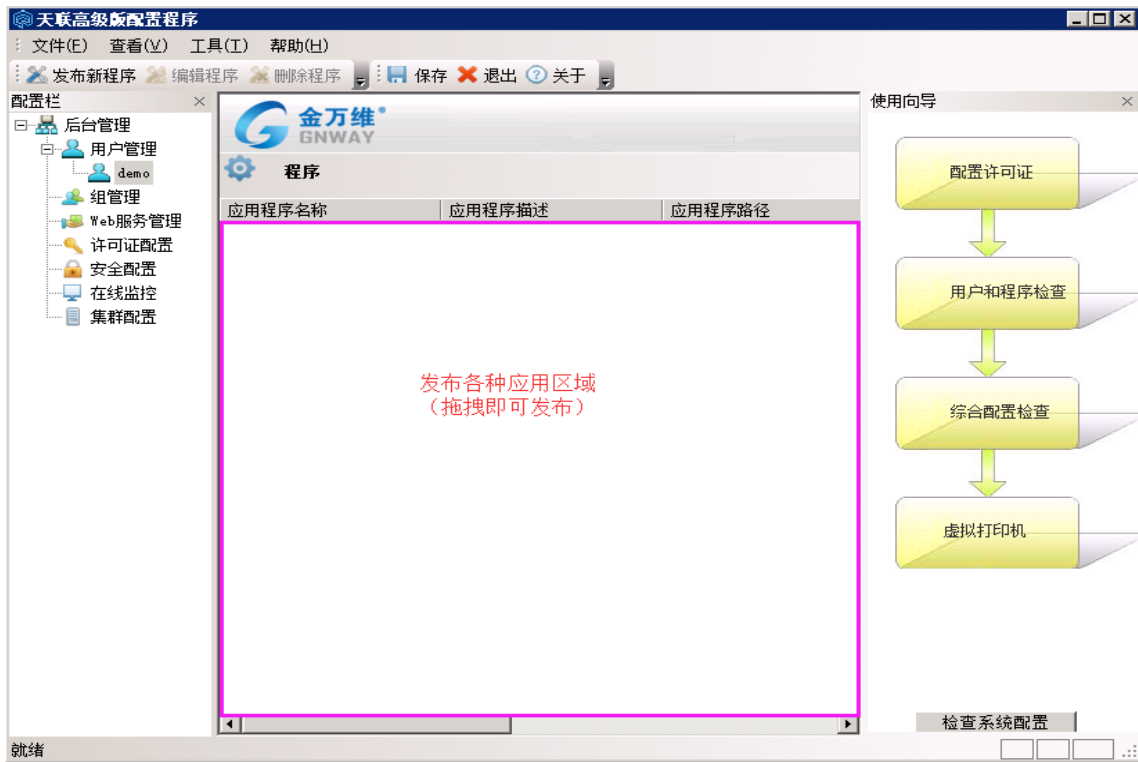 天联高级版配置程序
文件(F) 查看(V) 工具(T) 帮助(H)
发布新程序 编辑程序 删除程序 保存 退出 关于
配置栏
后台管理
用户管理
demo
组管理
Web服务管理
许可证配置
安全配置
在线监控
集群配置
金万维®
GNWAY
程序
应用程序名称 应用程序描述 应用程序路径
发布各种应用区域
（拖拽即可发布）
使用向导
配置许可证
用户和程序检查
综合配置检查
虚拟打印机
检查系统配置
就绪